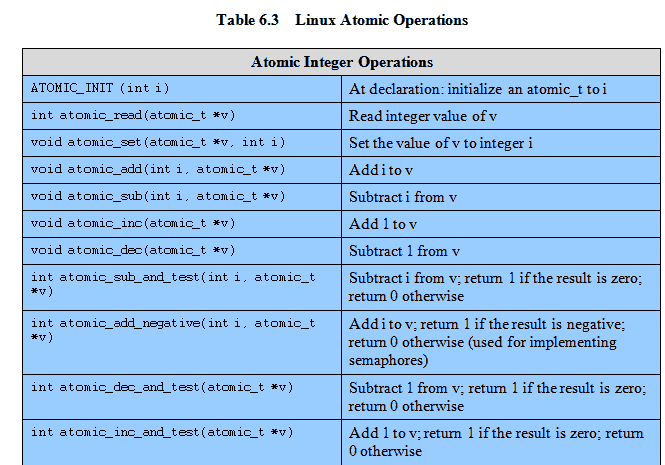 Table 6.3 Linux Atomic Operations
Atomic Integer Operations
ATOMIC_INIT (int i)
At declaration: initialize an atomic_t to i
int atomic_read(atomic_t *v)
Read integer value of v
void atomic_set(atomic_t *v, int i)
Set the value of v to integer i
void atomic_add(int i, atomic_t *v)
Add i to v
void atomic_sub(int i, atomic_t *v)
Subtract i from v
void atomic_inc(atomic_t *v)
Add 1 to v
void atomic_dec(atomic_t *v)
Subtract 1 from v
int atomic_sub_and_test(int i, atomic_t
*v)
Subtract i from v; return 1 if the result is zero;
return 0 otherwise
int atomic_add_negative(int i, atomic_t
*v)
Add i to v; return 1 if the result is negative;
return 0 otherwise (used for implementing
semaphores)
int atomic_dec_and_test(atomic_t *v)
Subtract 1 from v; return 1 if the result is zero;
return 0 otherwise
int atomic_inc_and_test(atomic_t *v)
Add 1 to v; return 1 if the result is zero; return
0 otherwise